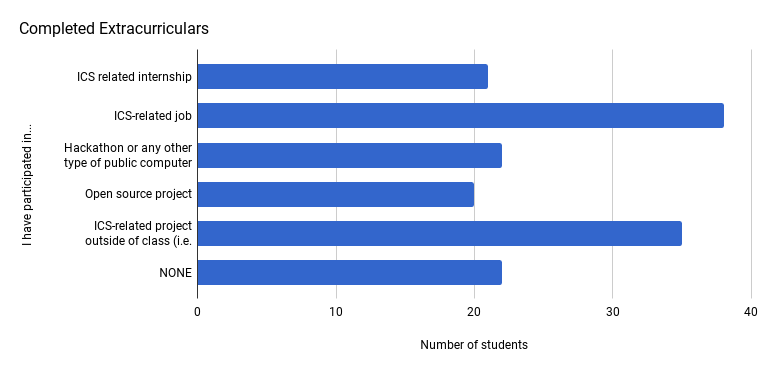 Completed Extracurriculars
I have participated in...
ICS related internship
ICS-related job
Hackathon or any other
type of public computer
Open source project
ICS-related project
outside of class (i.e.
NONE
0 10 20 30 40
Number of students